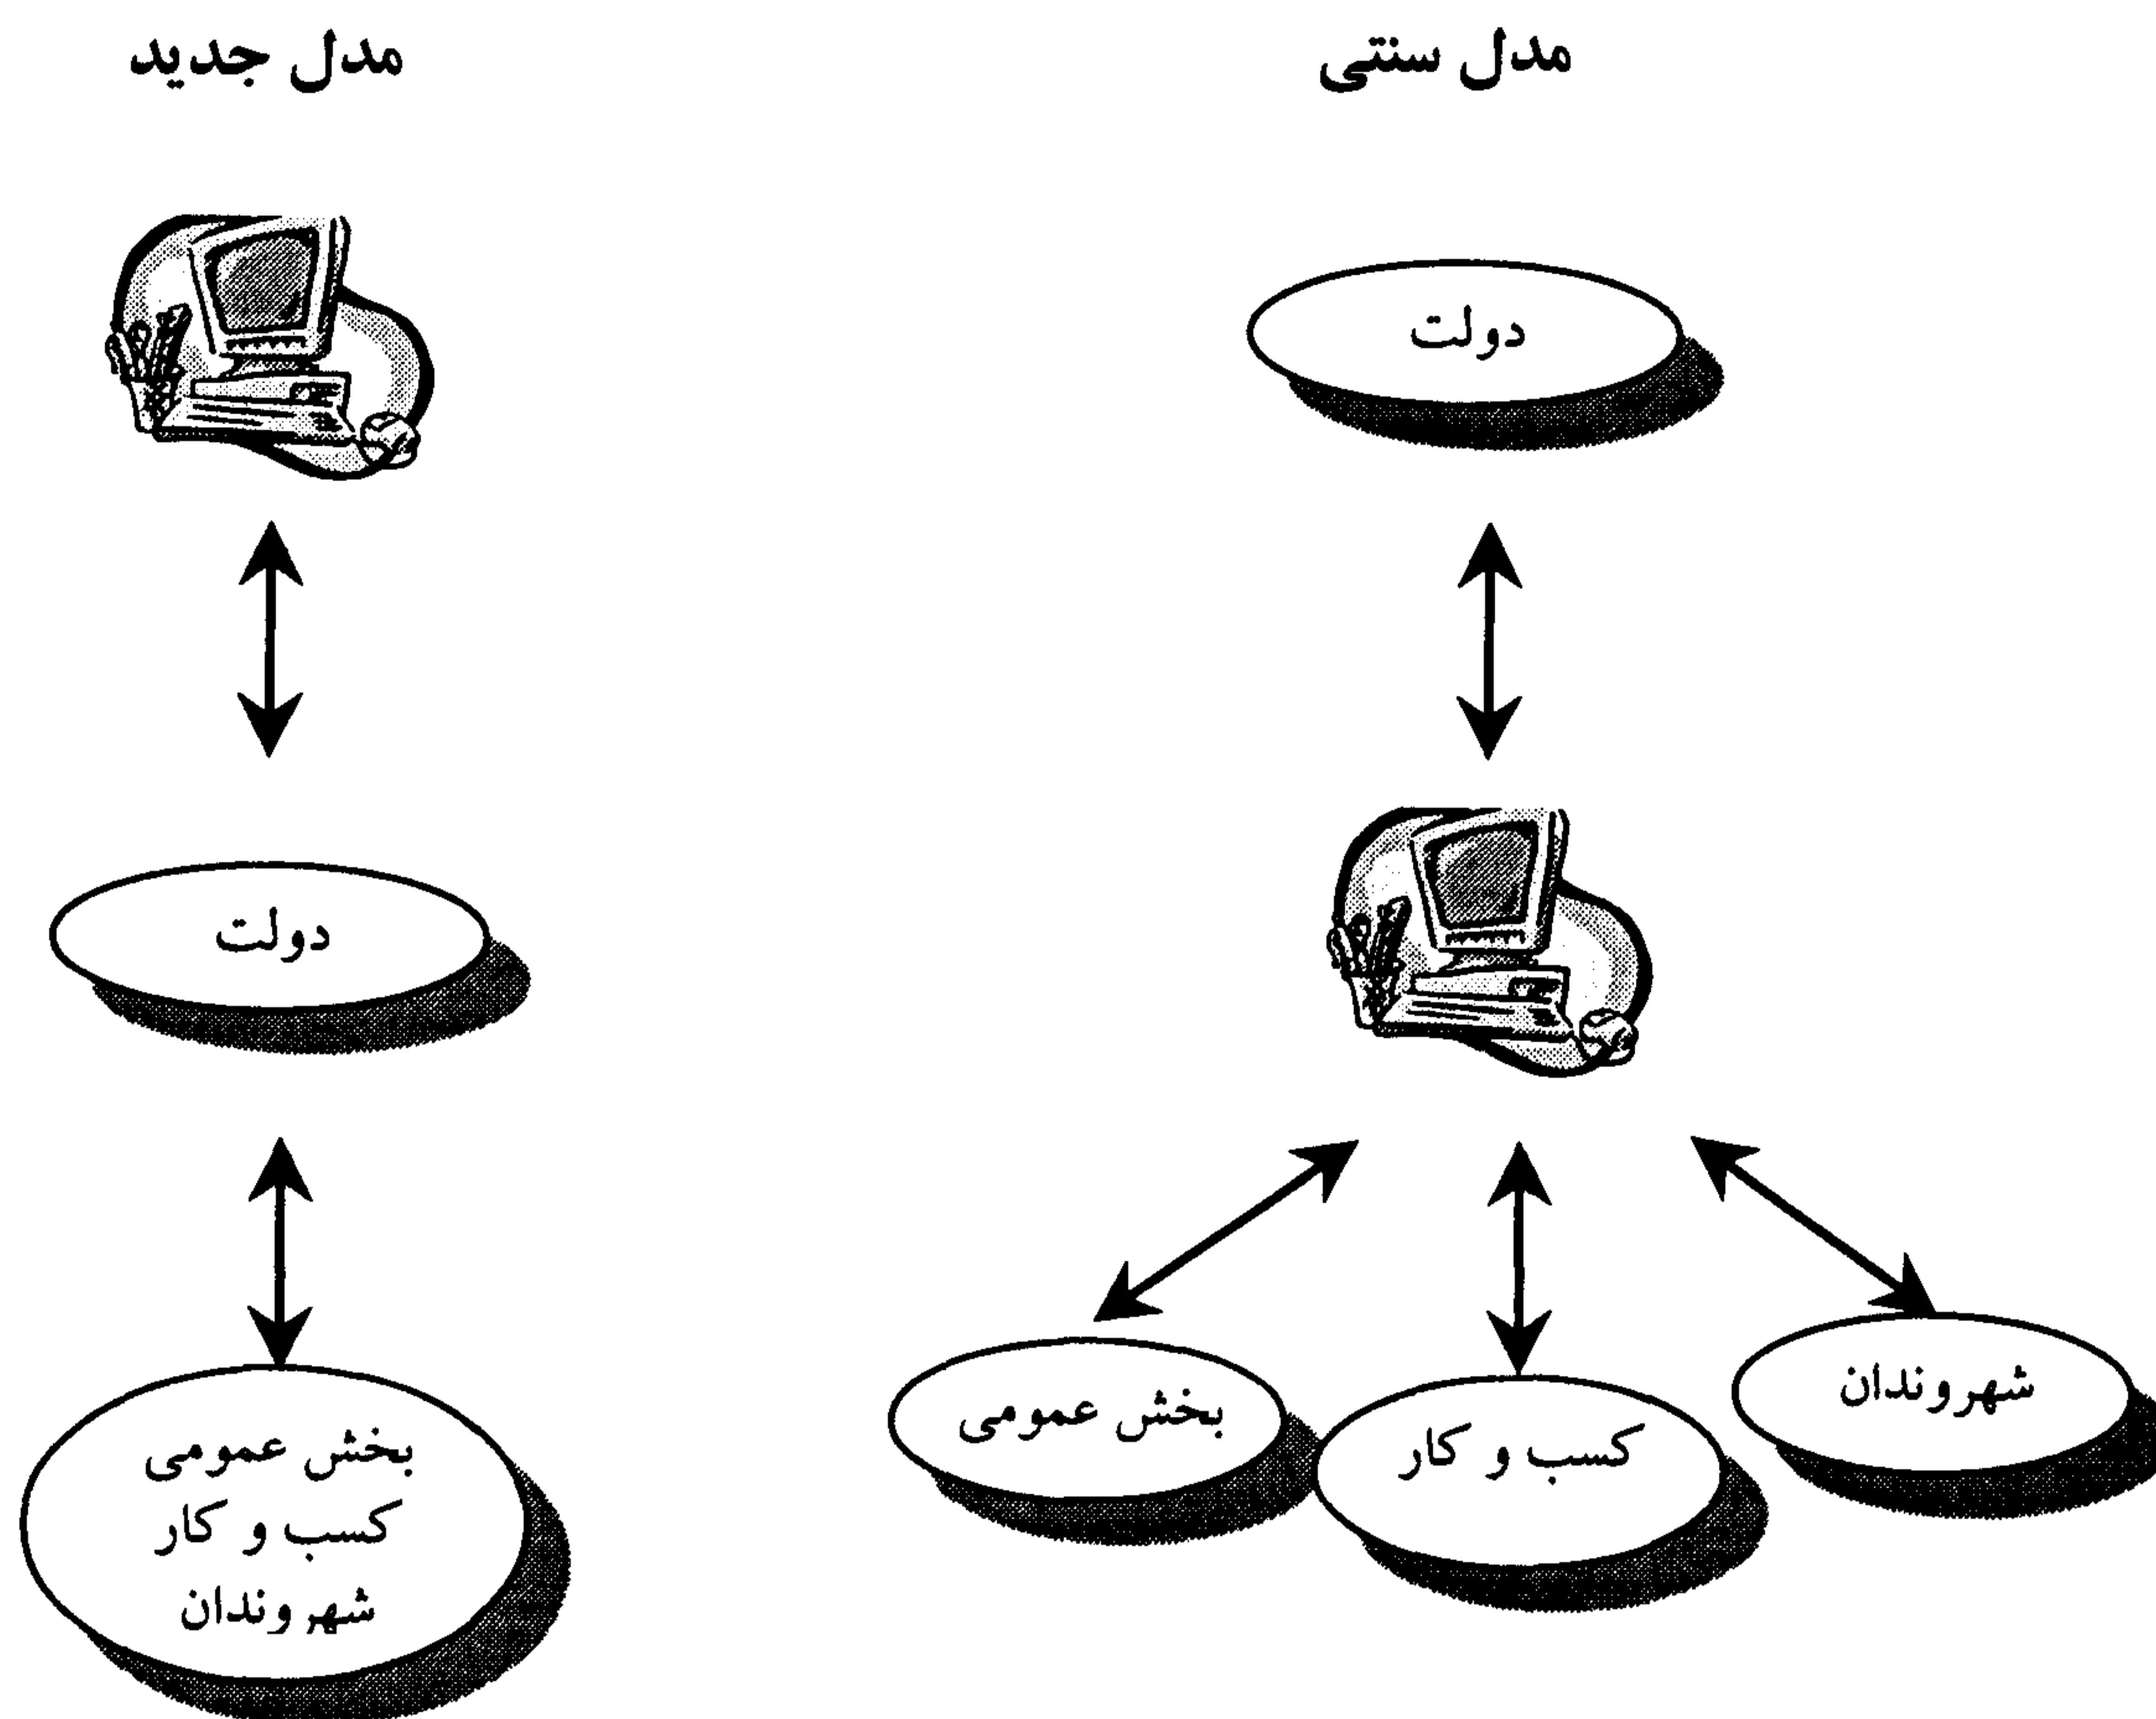 مدل سنتی
دولت
شهروندان
کسب و کار
بخش عمومی
مدل جدید
دولت
بخش عمومی
کسب و کار
شهروندان